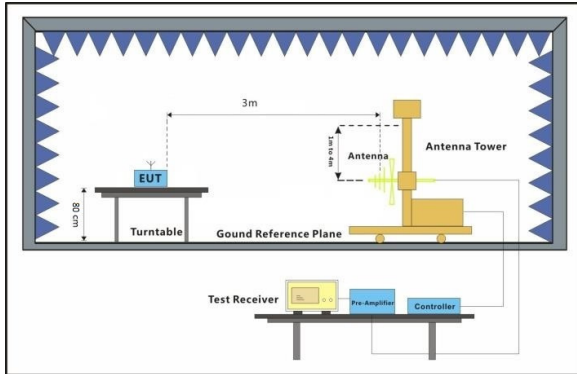 3m
1m to 4m
Antenna
Antenna Tower
EUT
80 cm
Turntable
Gound Reference Plane
Test Receiver
Pre-Amplifier
Controller